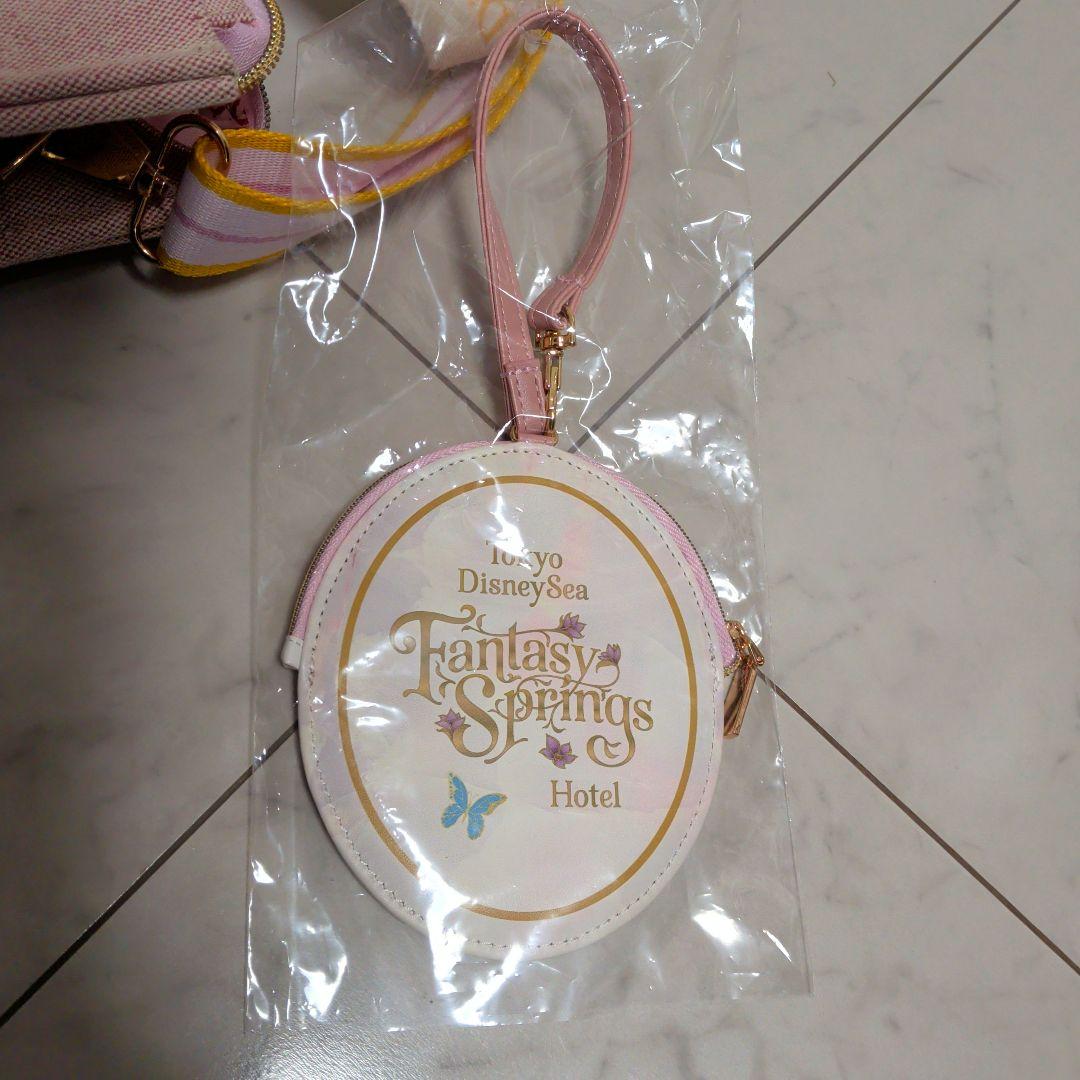 Tokyo
DisneySea
Fantasy
Springs
Hotel